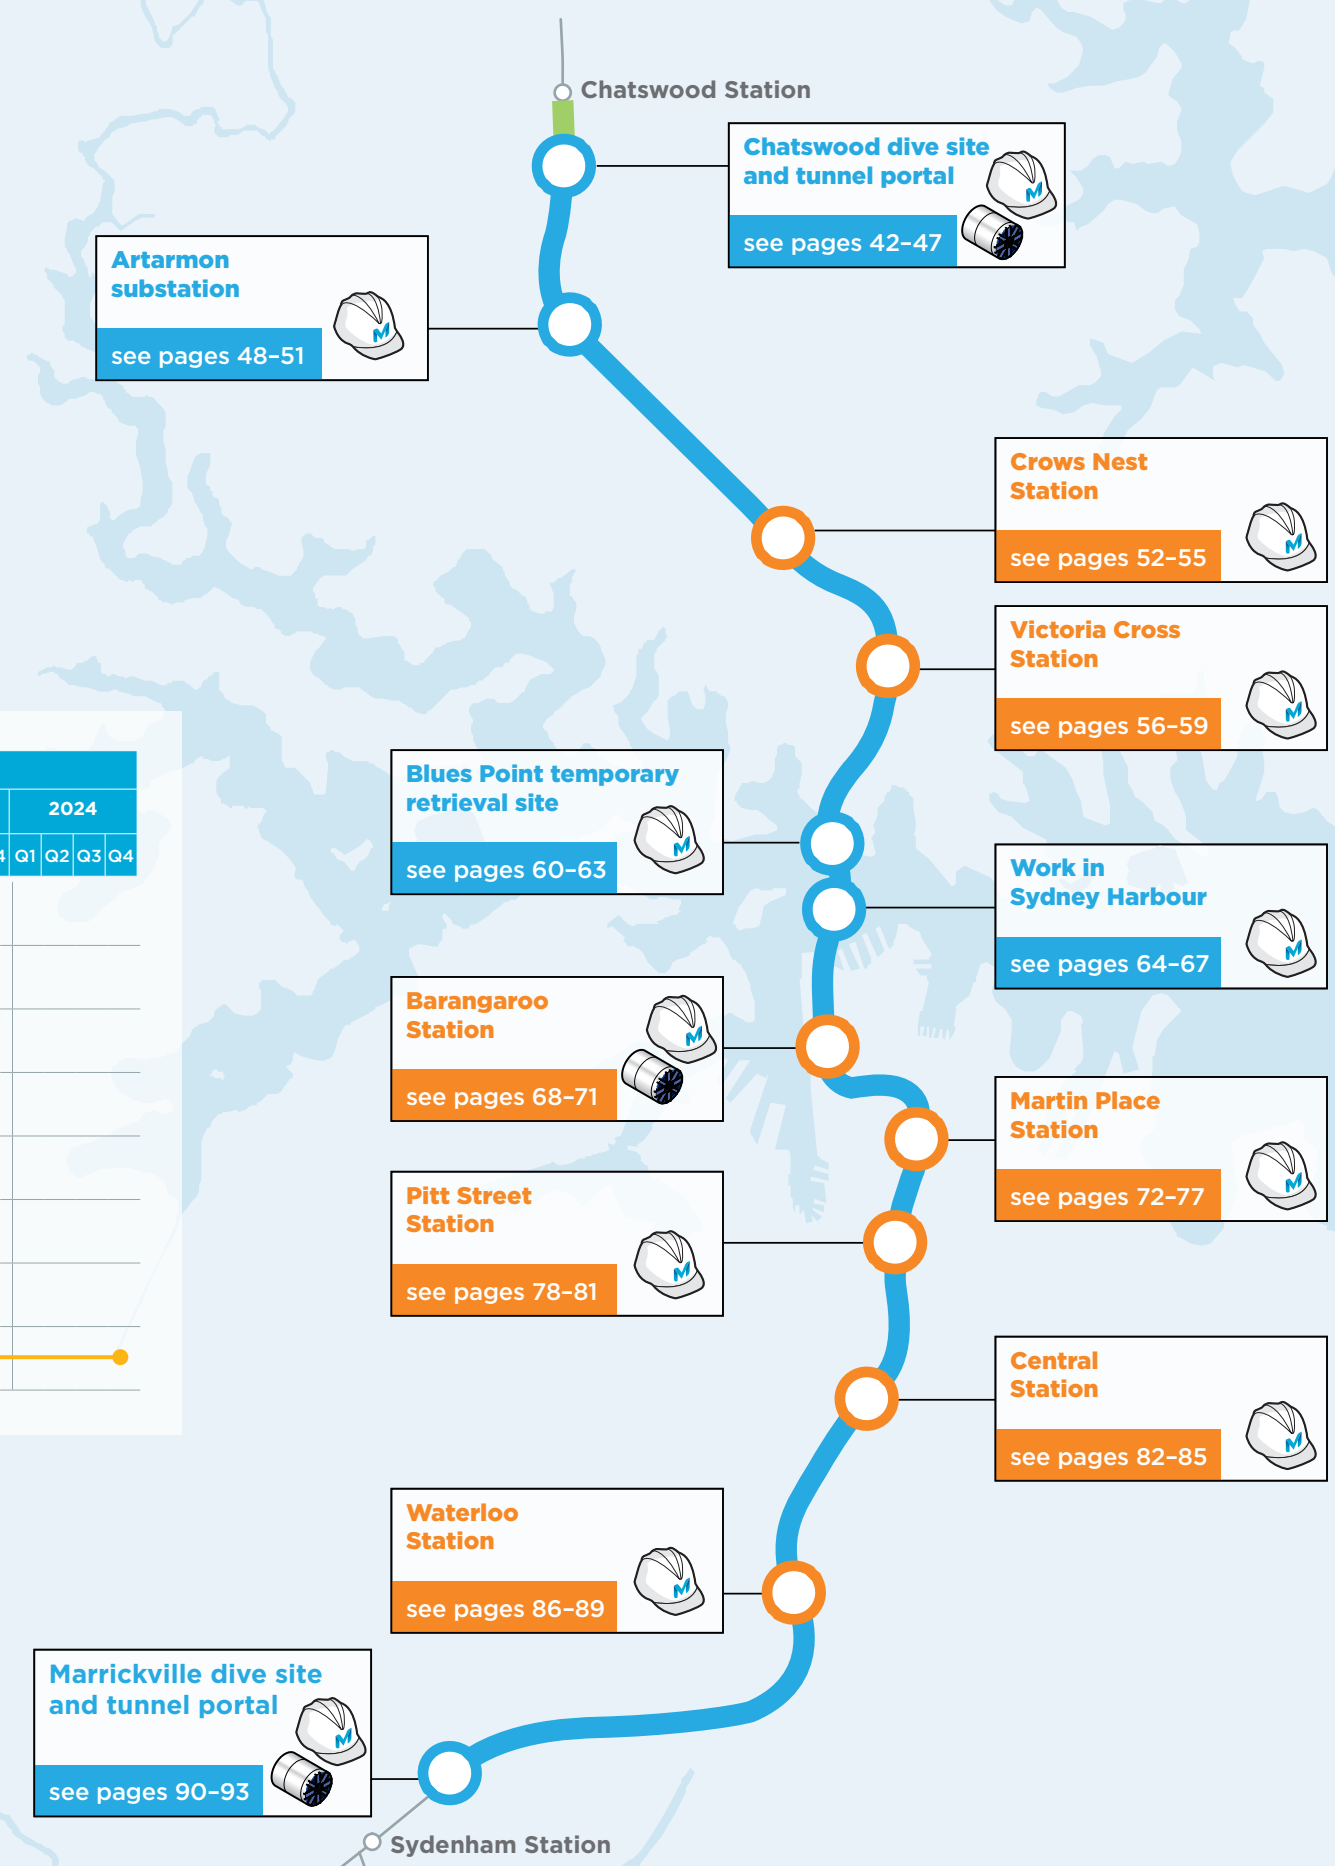 Chatswood Station
Chatswood dive site
and tunnel portal
see pages 42–47
Artarmon
substation
see pages 48–51
Crows Nest
Station
see pages 52–55
Victoria Cross
Station
see pages 56–59
Blues Point temporary
retrieval site
see pages 60–63
2024
4 Q1 Q2 Q3 Q4
Work in
Sydney Harbour
see pages 64–67
Barangaroo
Station
see pages 68–71
Martin Place
Station
see pages 72–77
Pitt Street
Station
see pages 78–81
Central
Station
see pages 82–85
Waterloo
Station
see pages 86–89
Marrickville dive site
and tunnel portal
see pages 90–93
Sydenham Station